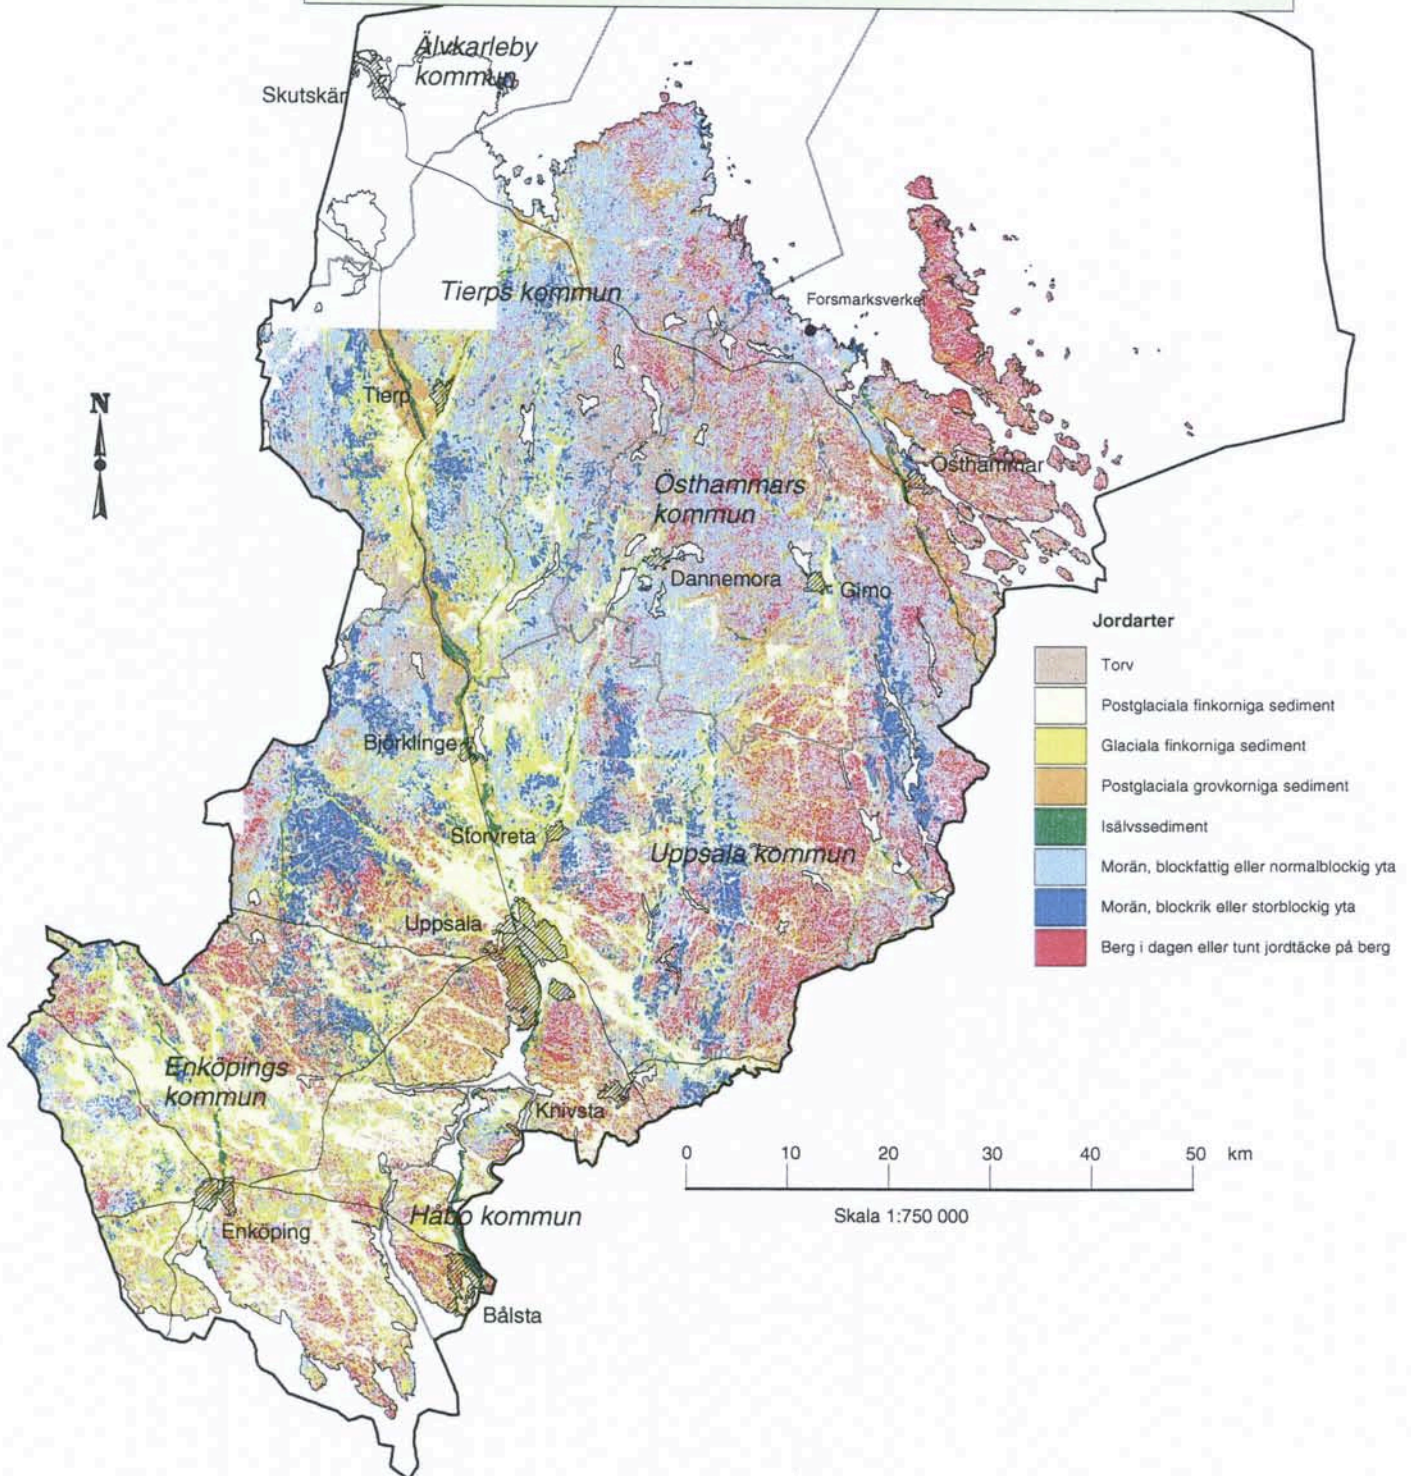 Älvkarleby
kommun
Skutskär
Tierps kommun
Forsmarksverket
N
Tierp
Östhammar
Östhammars
kommun
Dannemora
Gimo
Jordarter
Torv
Postglaciala finkorniga sediment
Björklinge
Glaciala finkorniga sediment
Postglaciala grovkorniga sediment
Isälvssediment
Storvreta
Uppsala kommun
Morän, blockfattig eller normalblockig yta
Morän, blockrik eller storblockig yta
Uppsala
Berg i dagen eller tunt jordtäcke på berg
Enköpings
kommun
Knivsta
0 10 20 30 40 50 km
Skala 1:750 000
Håbo kommun
Enköping
Bålsta